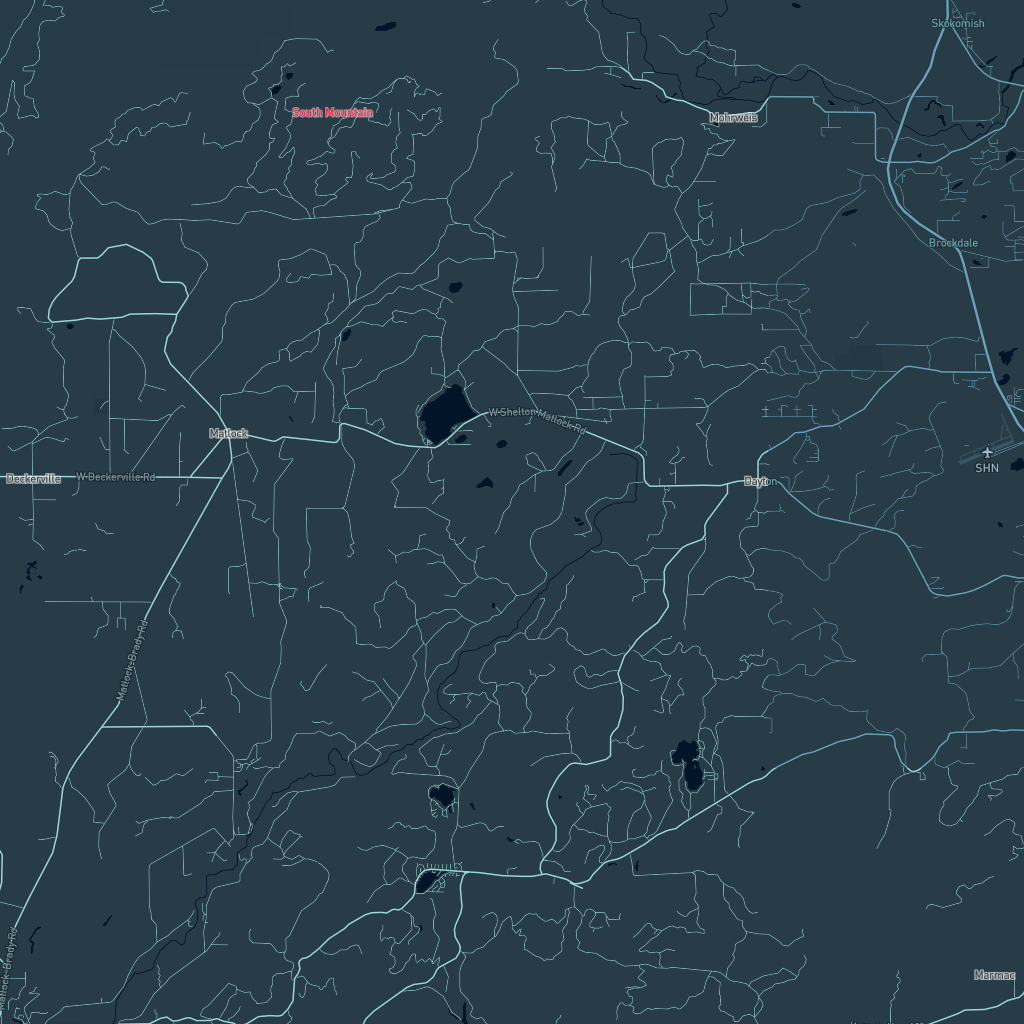 Skokomish
South Mountain
Mohrweis
Brockdale
W Shelton Matlock Rd
Matlock
SHN
Deckerville
W Deckerville Rd
Dayton
Matlock-Brady Rd
Matlock-Brady Rd
Marmac